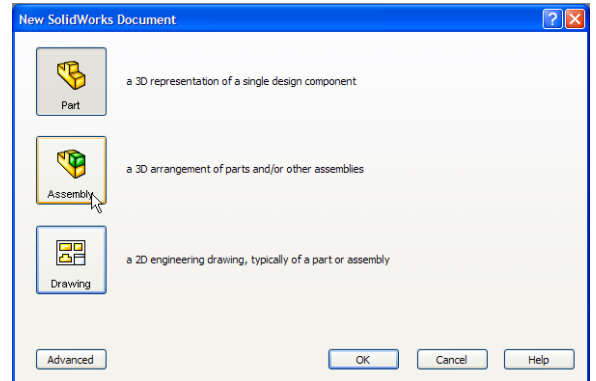 New SolidWorks Document
Part
a 3D representation of a single design component
Assembly
a 3D arrangement of parts and/or other assemblies
Drawing
a 2D engineering drawing, typically of a part or assembly
Advanced OK Cancel Help